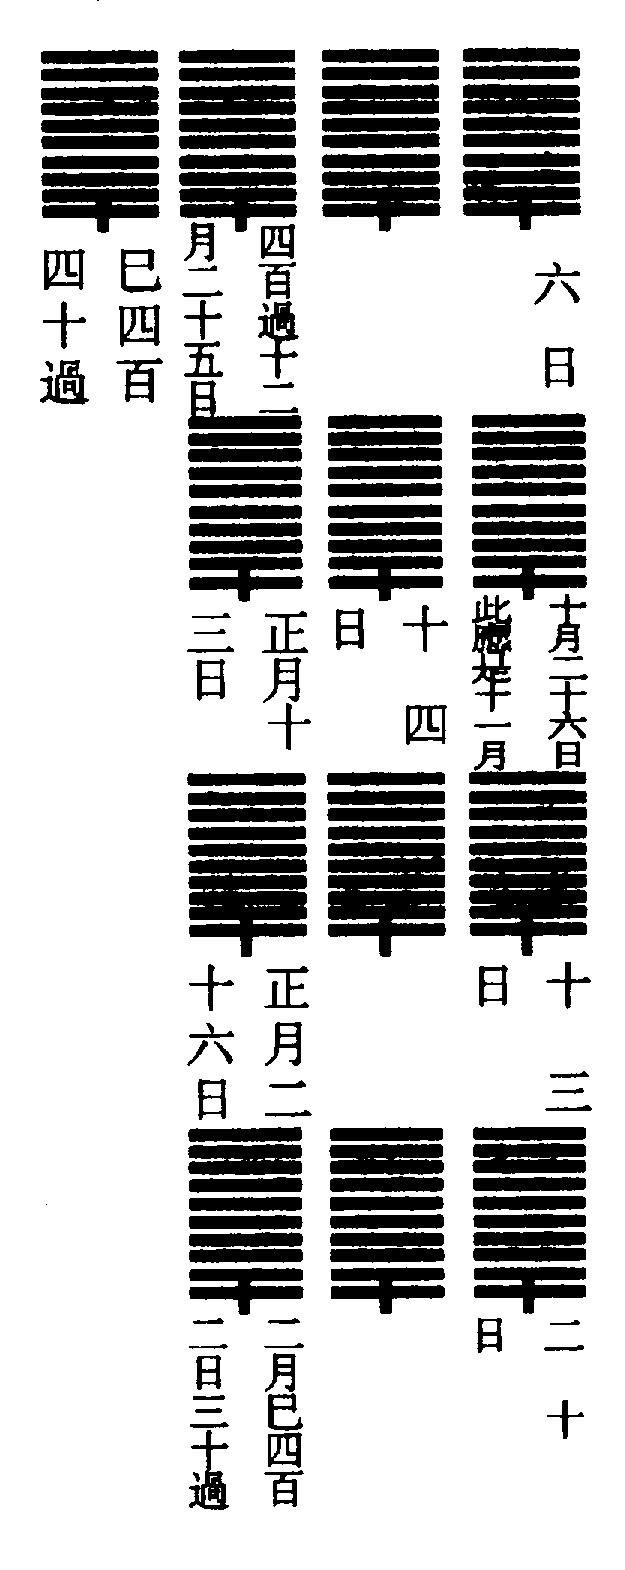 六日
十月二十六日
此應是十一月
十三
日
二十
日
十四
日
四百過十二
月二十五日
正月十
三日
正月二
十六日
二月巳四百
二日三十過
巳四百
四十過